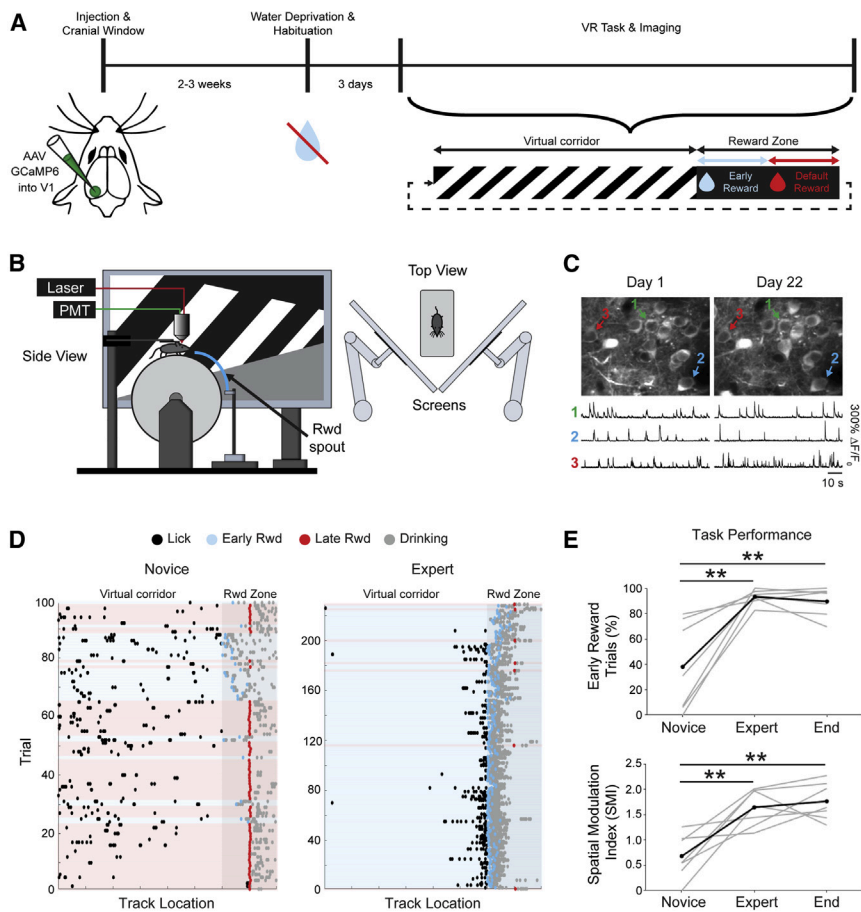 A
Injection &
Cranial Window
Water Deprivation &
Habituation
VR Task & Imaging
2-3 weeks
3 days
AAV
GCaMP6
into V1
Virtual corridor
Reward Zone
Early
Reward
Default
Reward
B
Laser
PMT
Side View
Rwd
spout
Top View
Screens
C
Day 1
Day 22
1
2
3
1
2
3
1
2
3
300% ΔF/F₀
10 s
D
Lick
Early Rwd
Late Rwd
Drinking
Novice
Expert
Virtual corridor
Rwd Zone
Virtual corridor
Rwd Zone
Trial
100
80
60
40
20
0
200
160
120
80
40
0
Track Location
Track Location
E
Task Performance
**
**
Early Reward
Trials (%)
100
80
60
40
20
0
Novice
Expert
End
**
**
Spatial Modulation
Index (SMI)
2.5
2.0
1.5
1.0
0.5
0
Novice
Expert
End